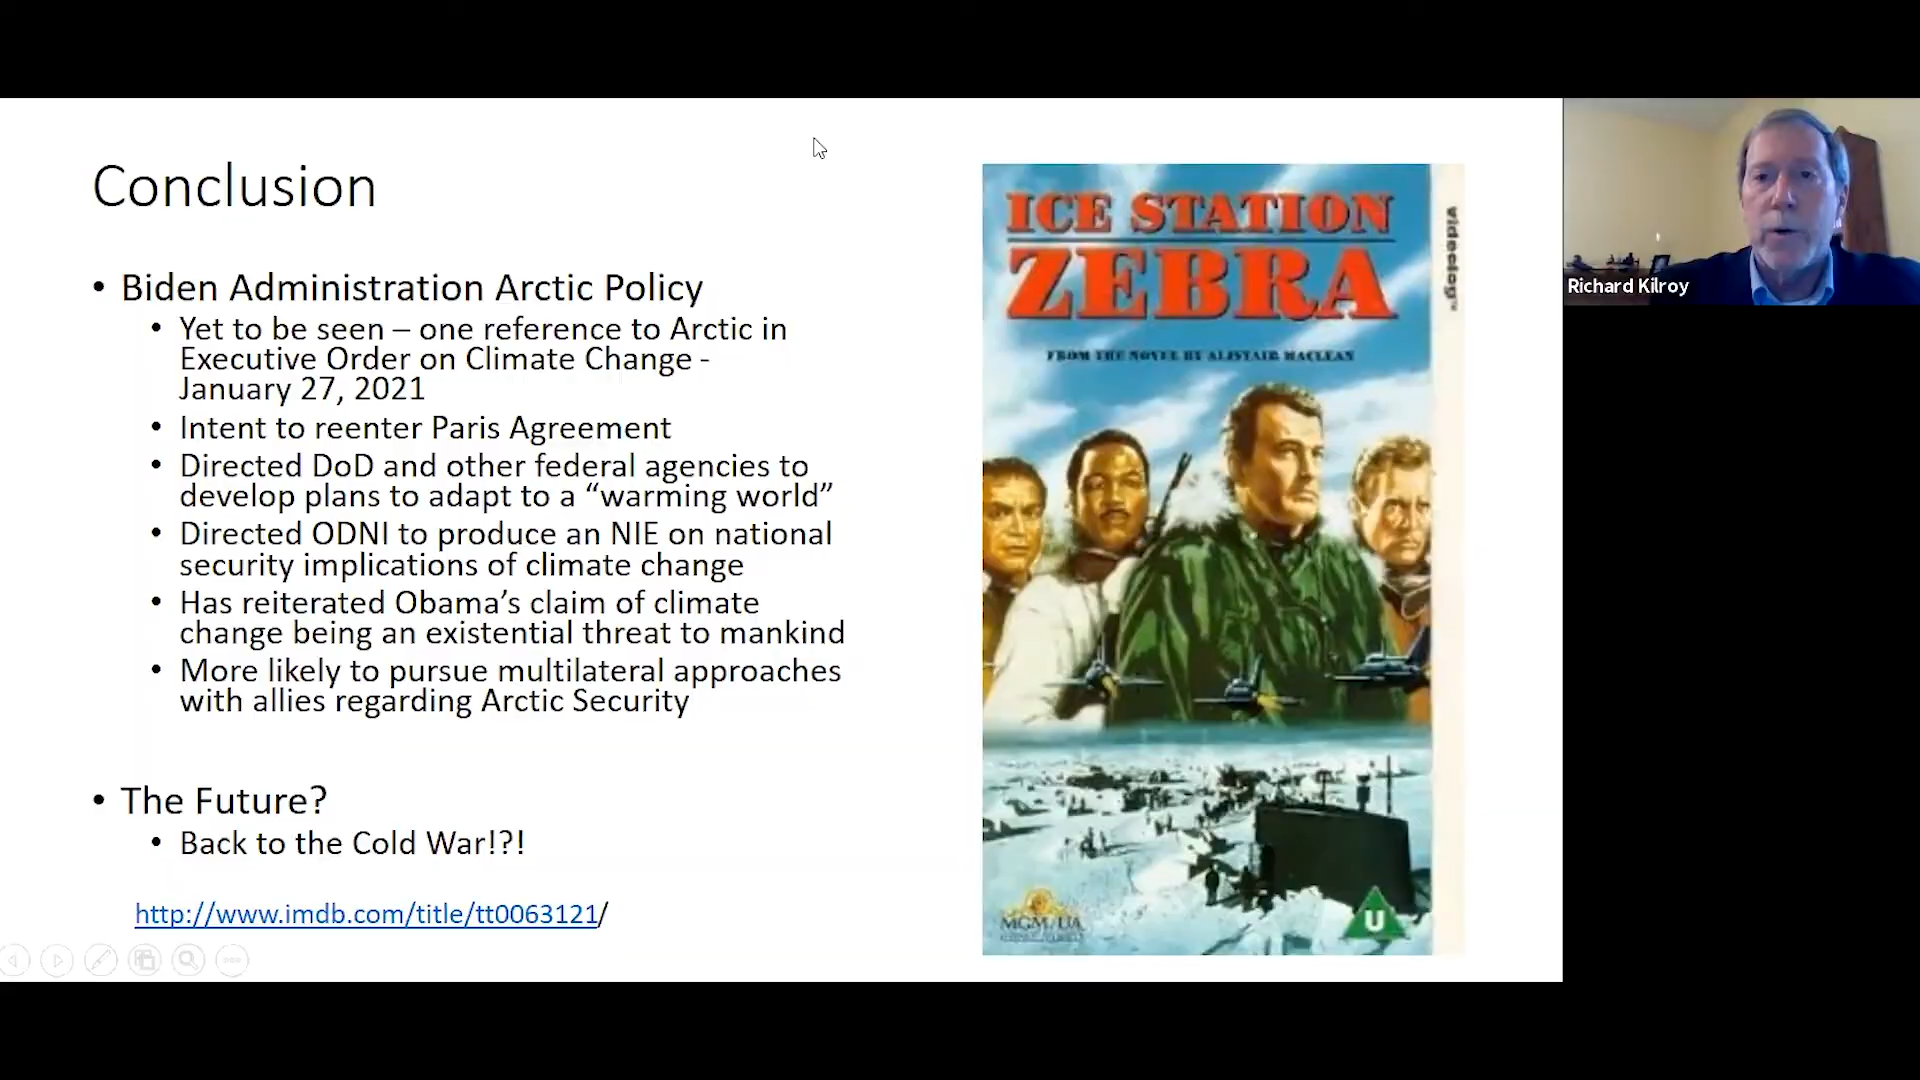 Conclusion
• Biden Administration Arctic Policy
• Yet to be seen – one reference to Arctic in
Executive Order on Climate Change -
January 27, 2021
• Intent to reenter Paris Agreement
• Directed DoD and other federal agencies to
develop plans to adapt to a “warming world”
• Directed ODNI to produce an NIE on national
security implications of climate change
• Has reiterated Obama’s claim of climate
change being an existential threat to mankind
• More likely to pursue multilateral approaches
with allies regarding Arctic Security
• The Future?
• Back to the Cold War!?!
http://www.imdb.com/title/tt0063121/
ICE STATION
ZEBRA
FROM THE NOVEL BY ALISTAIR MACLEAN
videolog
MGM/UA
U
Richard Kilroy